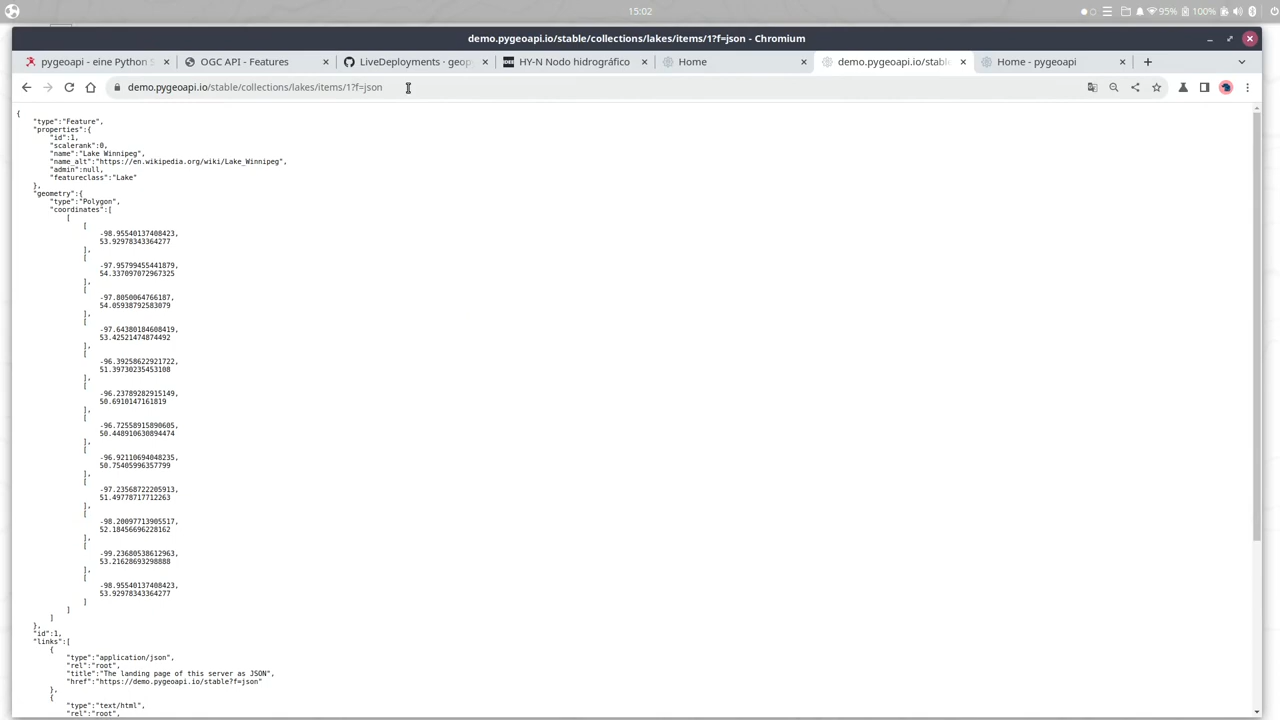 15:02
95% 100%
demo.pygeoapi.io/stable/collections/lakes/items/1?f=json - Chromium
pygeoapi - eine Python S
OGC API - Features
LiveDeployments · geop
HY-N Nodo hidrográfico
Home
demo.pygeoapi.io/stabl
Home - pygeoapi
demo.pygeoapi.io/stable/collections/lakes/items/1?f=json
{
"type":"Feature",
"properties":{
"id":1,
"scalerank":0,
"name":"Lake Winnipeg",
"name_alt":"https://en.wikipedia.org/wiki/Lake_Winnipeg",
"admin":null,
"featureclass":"Lake"
},
"geometry":{
"type":"Polygon",
"coordinates":[
[
[
-98.95540137408423,
53.92978343364277
],
[
-97.95799455441879,
54.337097072967325
],
[
-97.8050064766187,
54.05938792583079
],
[
-97.64380184608419,
53.42521474874492
],
[
-96.39258622921722,
51.39730235453108
],
[
-96.23789282915149,
50.6910147161819
],
[
-96.72558915890605,
50.448910630894474
],
[
-96.92110694048235,
50.75405996357799
],
[
-97.23568722205913,
51.49778717712263
],
[
-98.20097713905517,
52.18456696228162
],
[
-99.23680538612963,
53.21628693298888
],
[
-98.95540137408423,
53.92978343364277
]
]
]
},
"id":1,
"links":[
{
"type":"application/json",
"rel":"root",
"title":"The landing page of this server as JSON",
"href":"https://demo.pygeoapi.io/stable?f=json"
},
{
"type":"text/html",
"rel":"root",